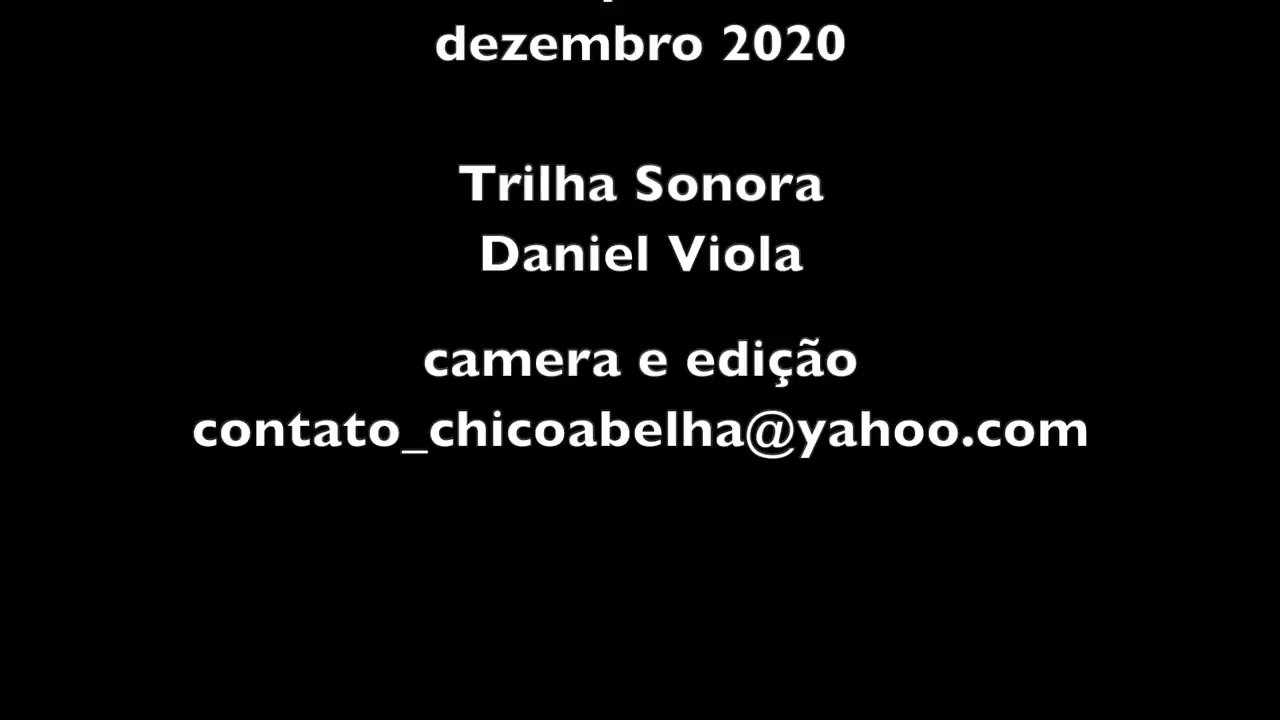 dezembro 2020
Trilha Sonora
Daniel Viola
camera e edição
contato_chicoabelha@yahoo.com